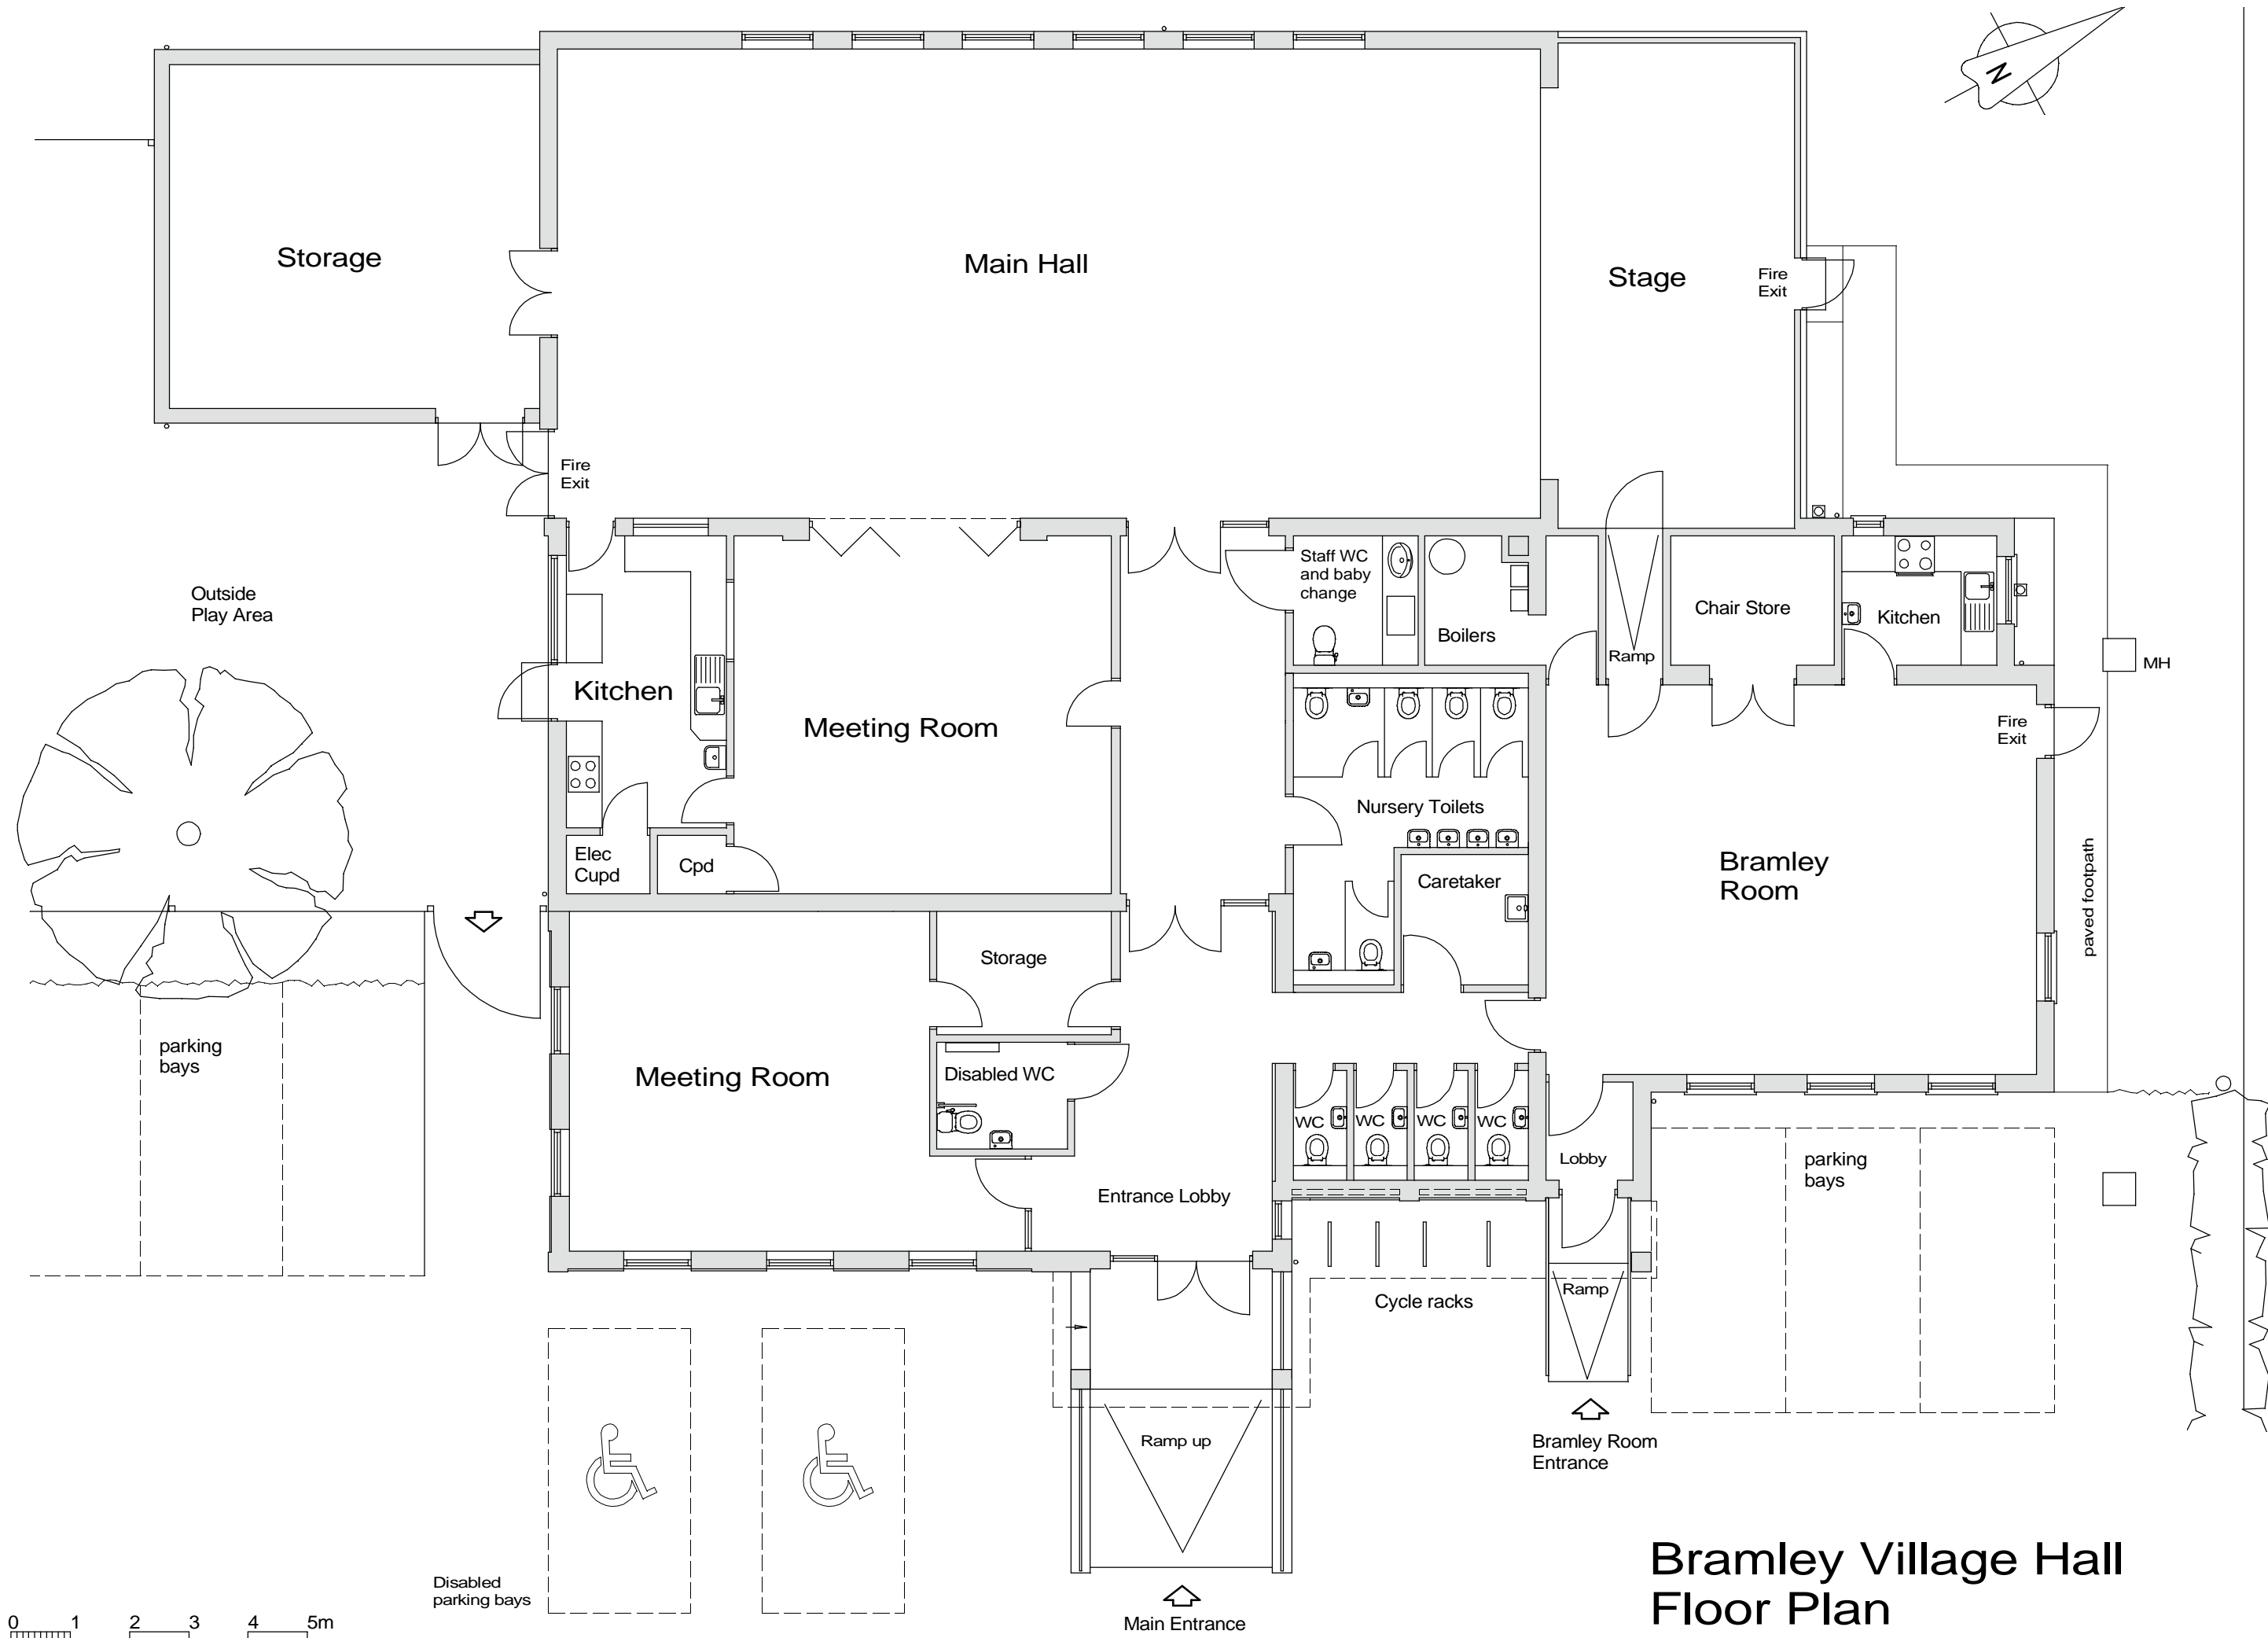 N
Storage
Main Hall
Stage
Fire
Exit
Fire
Exit
Outside
Play Area
Staff WC
and baby
change
Boilers
Ramp
Chair Store
Kitchen
MH
Kitchen
Meeting Room
Fire
Exit
Nursery Toilets
Elec
Cupd
Cpd
Caretaker
Bramley
Room
paved footpath
Storage
parking
bays
Meeting Room
Disabled WC
WC
WC
WC
WC
Lobby
parking
bays
Entrance Lobby
Ramp
Cycle racks
Ramp up
Bramley Room
Entrance
Disabled
parking bays
Main Entrance
Bramley Village Hall
Floor Plan
0 1 2 3 4 5m